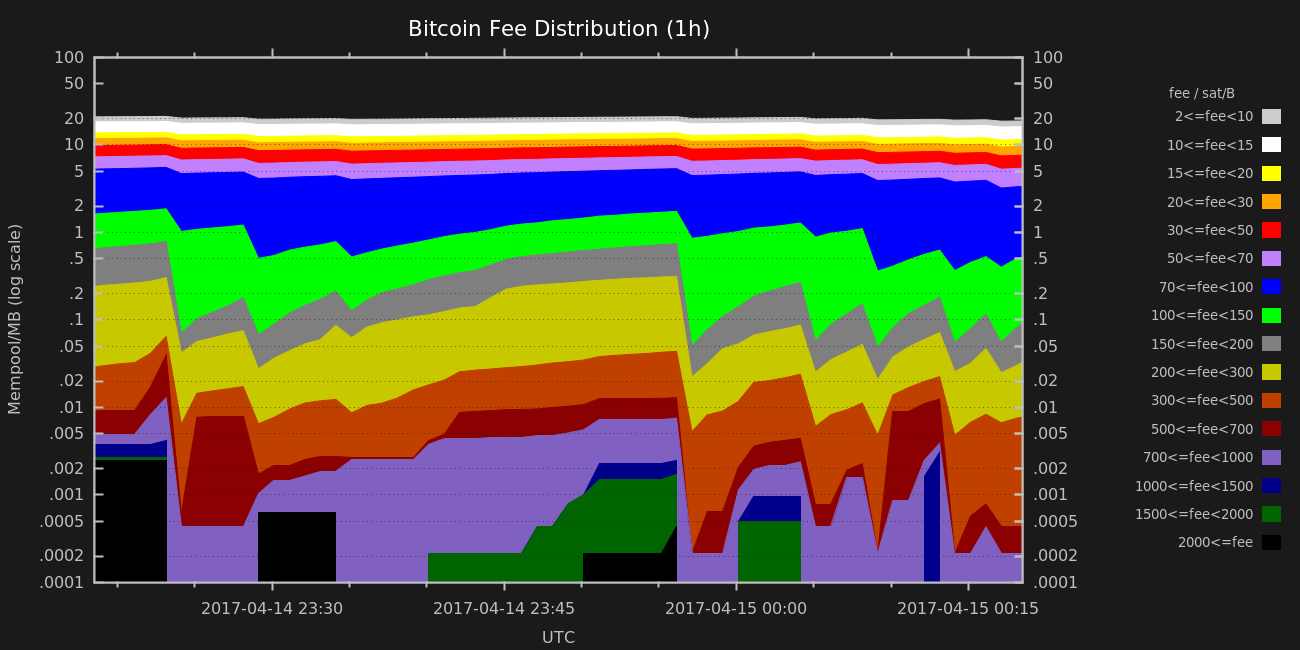 Bitcoin Fee Distribution (1h)
Mempool/MB (log scale)
100 100
50 50
20 20
10 10
5 5
2 2
1 1
.5 .5
.2 .2
.1 .1
.05 .05
.02 .02
.01 .01
.005 .005
.002 .002
.001 .001
.0005 .0005
.0002 .0002
.0001 .0001
2017-04-14 23:30 2017-04-14 23:45 2017-04-15 00:00 2017-04-15 00:15
UTC
fee / sat/B
2<=fee<10
10<=fee<15
15<=fee<20
20<=fee<30
30<=fee<50
50<=fee<70
70<=fee<100
100<=fee<150
150<=fee<200
200<=fee<300
300<=fee<500
500<=fee<700
700<=fee<1000
1000<=fee<1500
1500<=fee<2000
2000<=fee